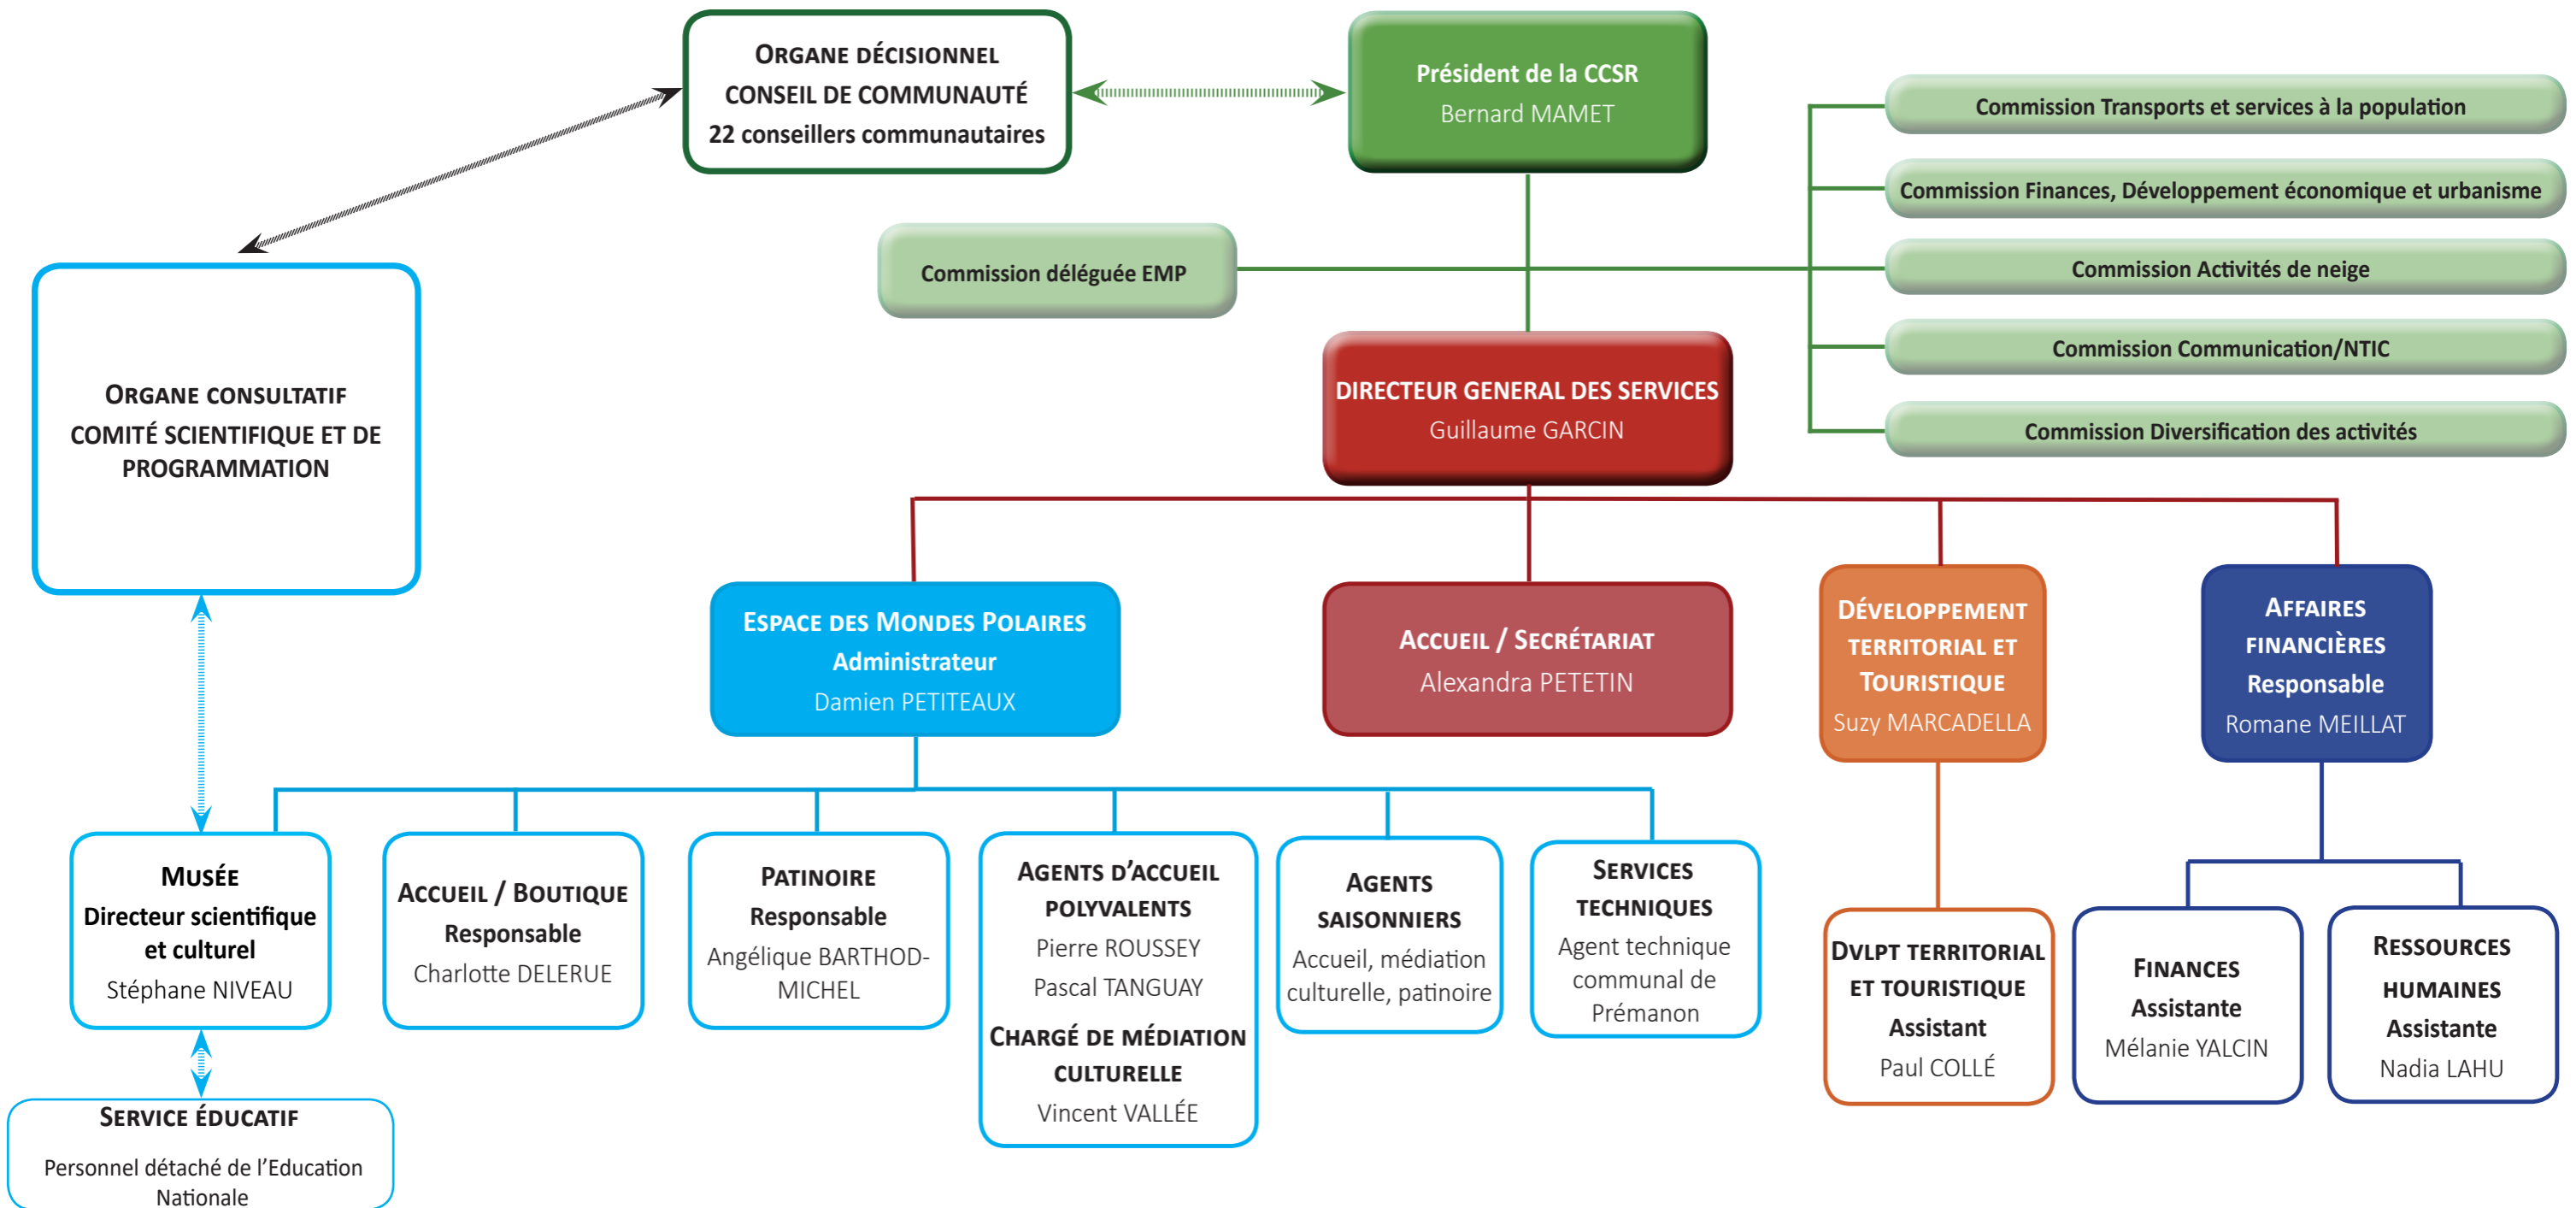 ORGANE DÉCISIONNEL
CONSEIL DE COMMUNAUTÉ
22 conseillers communautaires
Président de la CCSR
Bernard MAMET
Commission Transports et services à la population
Commission Finances, Développement économique et urbanisme
Commission Activités de neige
Commission Communication/NTIC
Commission Diversification des activités
Commission déléguée EMP
ORGANE CONSULTATIF
COMITÉ SCIENTIFIQUE ET DE
PROGRAMMATION
DIRECTEUR GENERAL DES SERVICES
Guillaume GARCIN
ESPACE DES MONDES POLAIRES
Administrateur
Damien PETITEAUX
ACCUEIL / SECRÉTARIAT
Alexandra PETETIN
DÉVELOPPEMENT
TERRITORIAL ET
TOURISTIQUE
Suzy MARCADELLA
AFFAIRES
FINANCIÈRES
Responsable
Romane MEILLAT
MUSÉE
Directeur scientifique
et culturel
Stéphane NIVEAU
ACCUEIL / BOUTIQUE
Responsable
Charlotte DELERUE
PATINOIRE
Responsable
Angélique BARTHOD-
MICHEL
AGENTS D'ACCUEIL
POLYVALENTS
Pierre ROUSSEY
Pascal TANGUAY
CHARGÉ DE MÉDIATION
CULTURELLE
Vincent VALLÉE
AGENTS
SAISONNIERS
Accueil, médiation
culturelle, patinoire
SERVICES
TECHNIQUES
Agent technique
communal de
Prémanon
DVLPT TERRITORIAL
ET TOURISTIQUE
Assistant
Paul COLLÉ
FINANCES
Assistante
Mélanie YALCIN
RESSOURCES
HUMAINES
Assistante
Nadia LAHU
SERVICE ÉDUCATIF
Personnel détaché de l'Education
Nationale